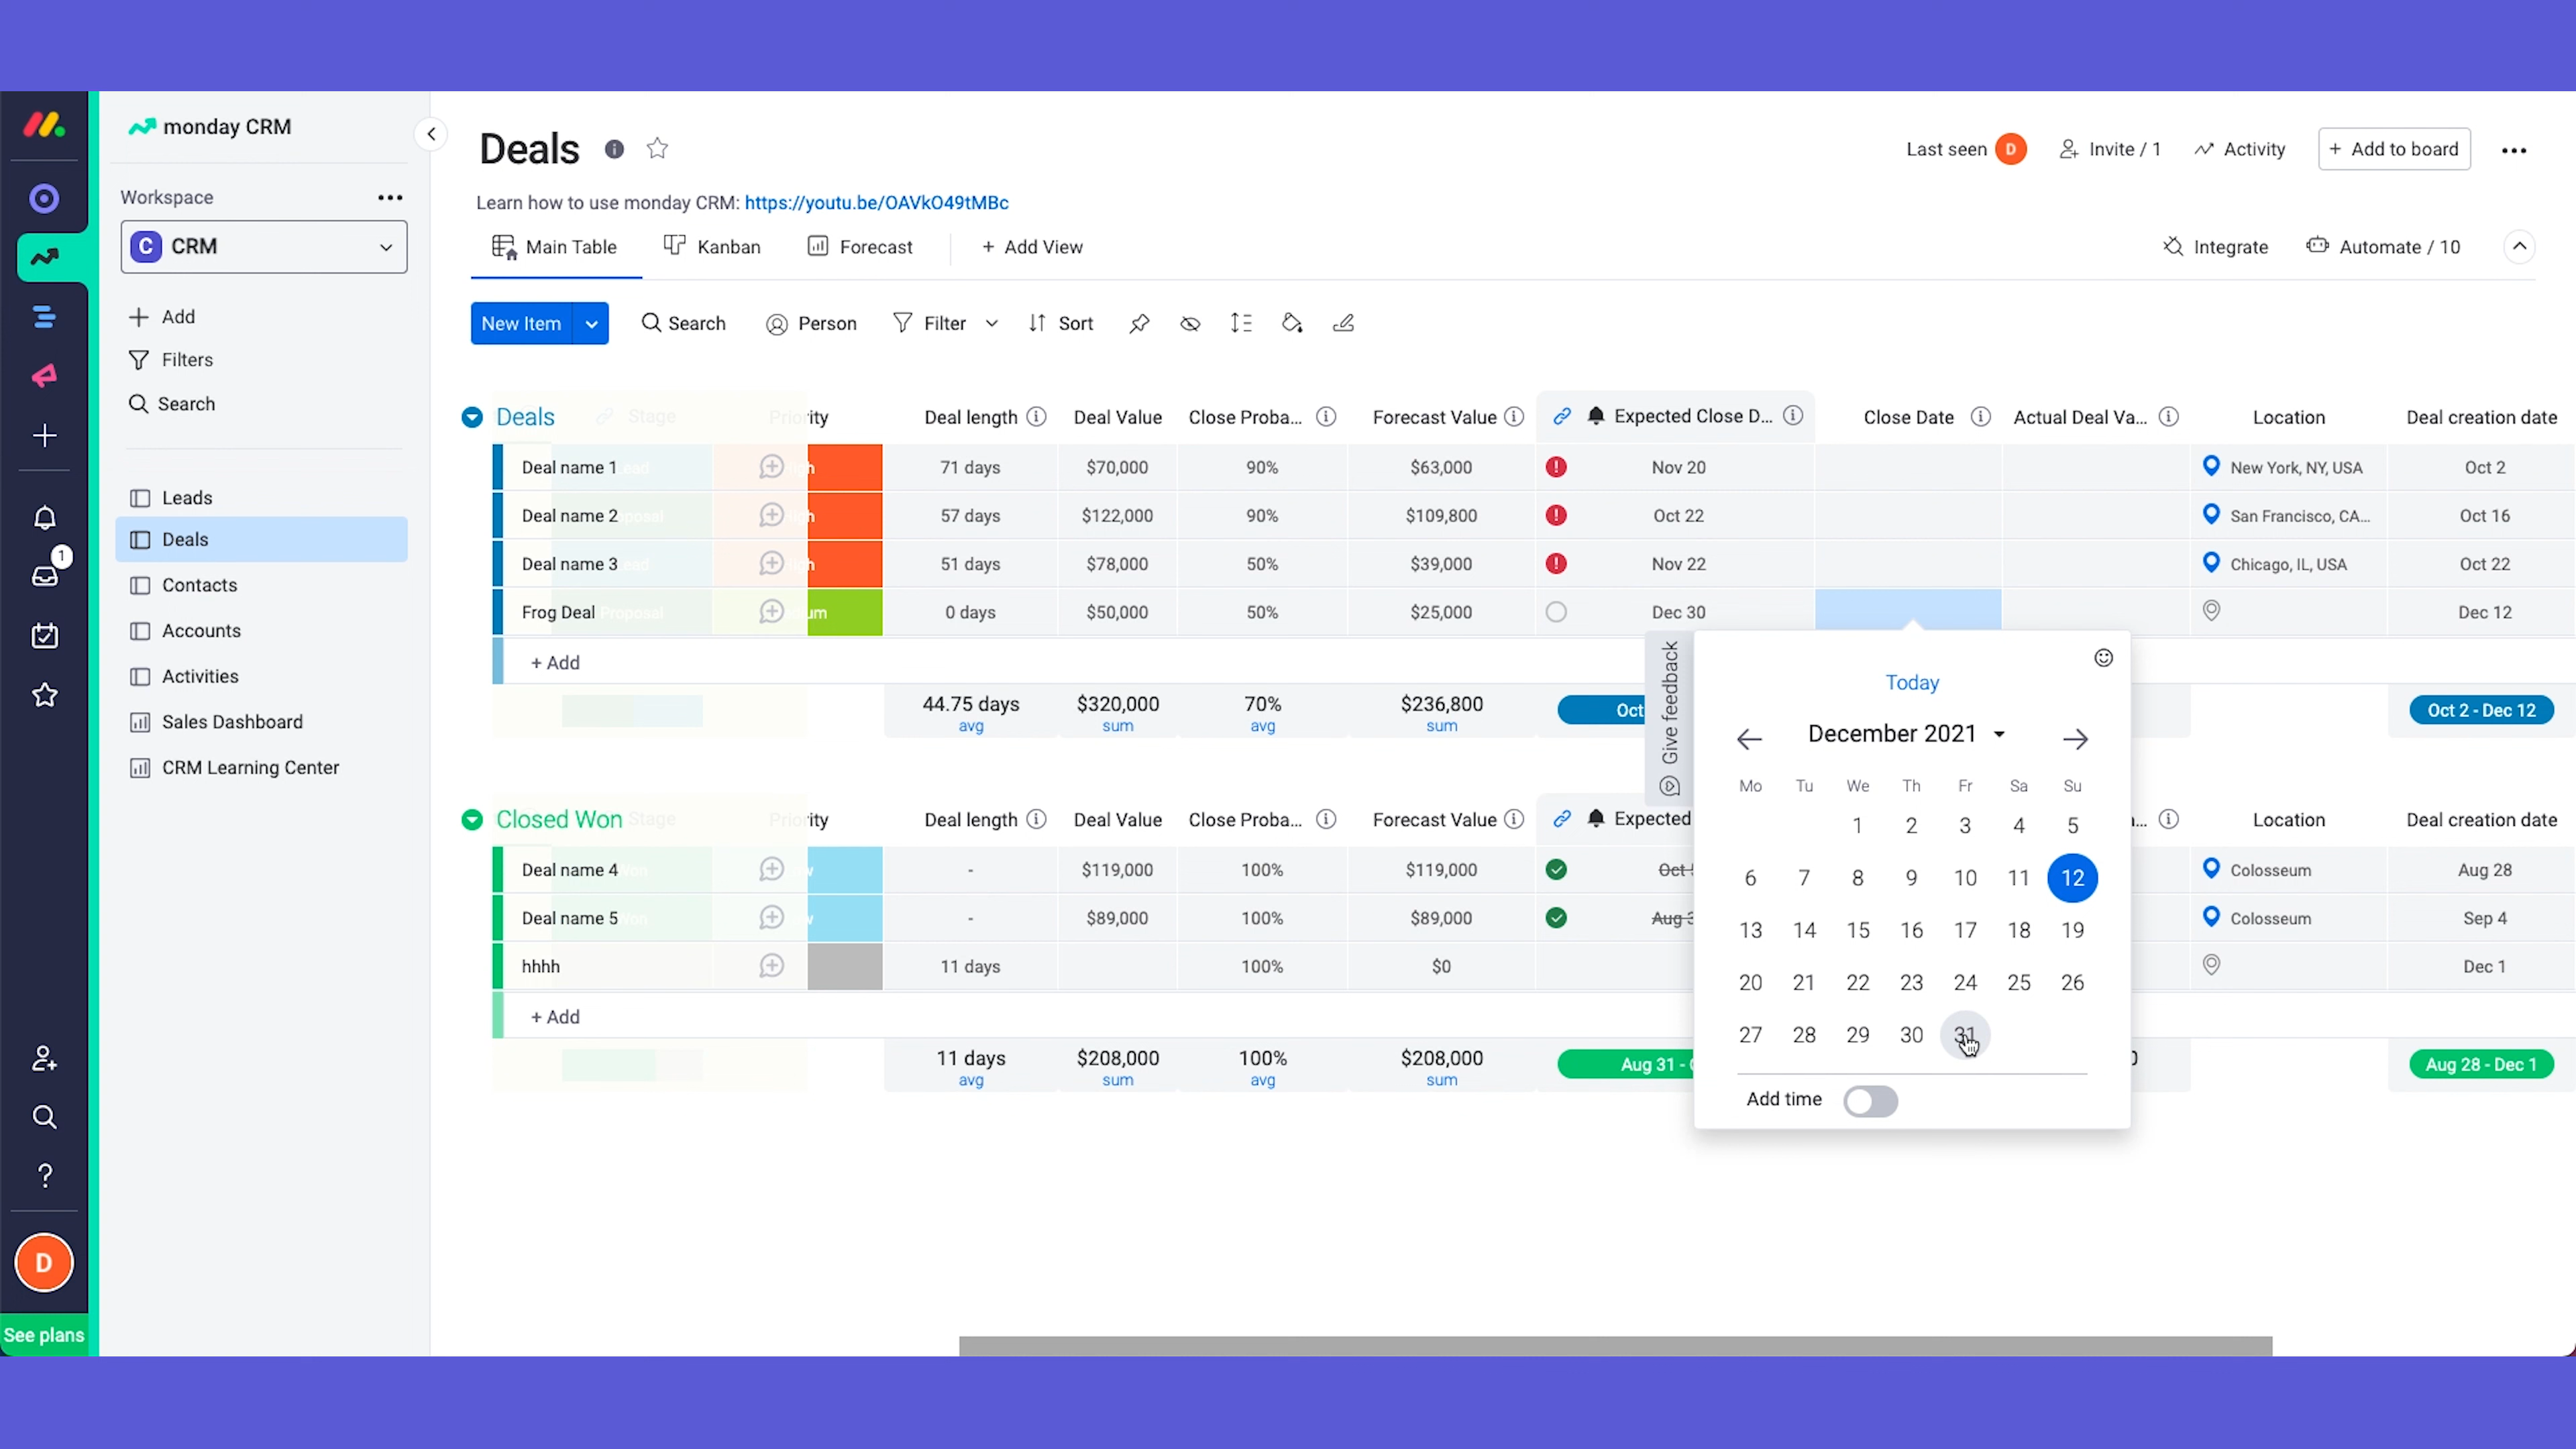 monday CRM
Workspace
C CRM
Add
Filters
Search
Leads
Deals
Contacts
Accounts
Activities
Sales Dashboard
CRM Learning Center
1
D
See plans
Deals
Last seen D Invite / 1 Activity + Add to board
Learn how to use monday CRM: https://youtu.be/OAVkO49tMBc
Main Table Kanban Forecast + Add View Integrate Automate / 10
New Item Search Person Filter Sort
Deals Stage Priority Deal length Deal Value Close Proba... Forecast Value Expected Close D... Close Date Actual Deal Va... Location Deal creation date
Deal name 1 71 days $70,000 90% $63,000 Nov 20 New York, NY, USA Oct 2
Deal name 2 57 days $122,000 90% $109,800 Oct 22 San Francisco, CA... Oct 16
Deal name 3 51 days $78,000 50% $39,000 Nov 22 Chicago, IL, USA Oct 22
Frog Deal Proposal 0 days $50,000 50% $25,000 Dec 30 Dec 12
+ Add
44.75 days $320,000 70% $236,800 Oct Oct 2 - Dec 12
avg sum avg sum
Closed Won Stage Priority Deal length Deal Value Close Proba... Forecast Value Expected Location Deal creation date
Deal name 4 - $119,000 100% $119,000 Oct Colosseum Aug 28
Deal name 5 - $89,000 100% $89,000 Aug Colosseum Sep 4
hhhh 11 days 100% $0 Dec 1
+ Add
11 days $208,000 100% $208,000 Aug 31 - Aug 28 - Dec 1
avg sum avg sum
Give feedback
Today
December 2021
Mo Tu We Th Fr Sa Su
1 2 3 4 5
6 7 8 9 10 11 12
13 14 15 16 17 18 19
20 21 22 23 24 25 26
27 28 29 30 31
Add time